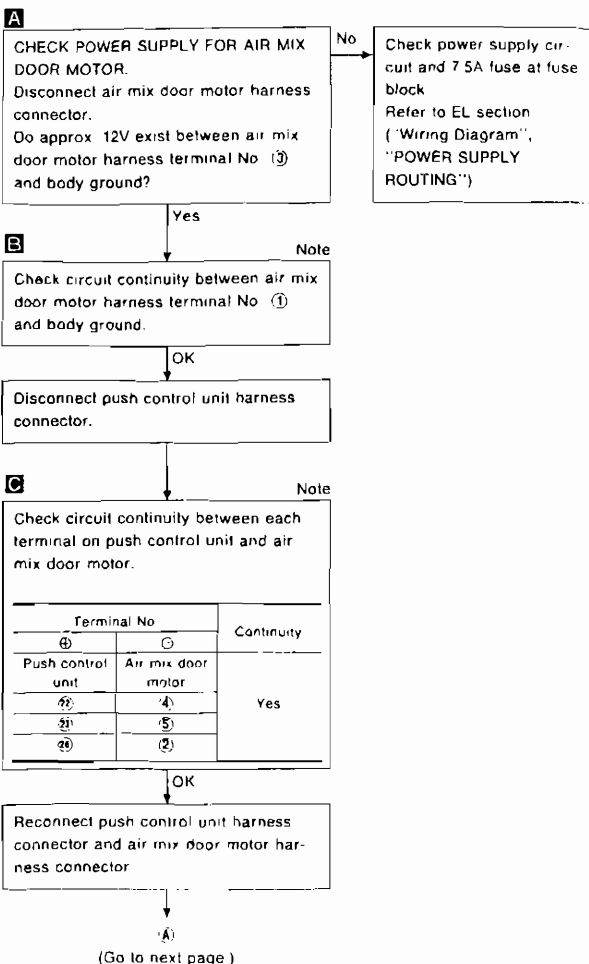 A
CHECK POWER SUPPLY FOR AIR MIX
DOOR MOTOR.
Disconnect air mix door motor harness
connector.
Do approx 12V exist between air mix
door motor harness terminal No ③
and body ground?
No
Check power supply cir-
cuit and 7 5A fuse at fuse
block
Refer to EL section
("Wiring Diagram",
"POWER SUPPLY
ROUTING")
Yes
B
Note
Check circuit continuity between air mix
door motor harness terminal No ①
and body ground.
OK
Disconnect push control unit harness
connector.
C
Note
Check circuit continuity between each
terminal on push control unit and air
mix door motor.
Terminal No
Continuity
⊕ ⊖
Push control
unit
Air mix door
motor
㉒ ④
⑤
㉖ ②
Yes
OK
Reconnect push control unit harness
connector and air mix door motor har-
ness connector
Ⓐ
(Go to next page )